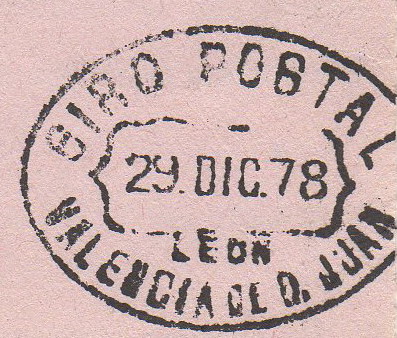 GIRO POSTAL
29. DIC. 78
LEON
VALENCIA DE D. JUAN